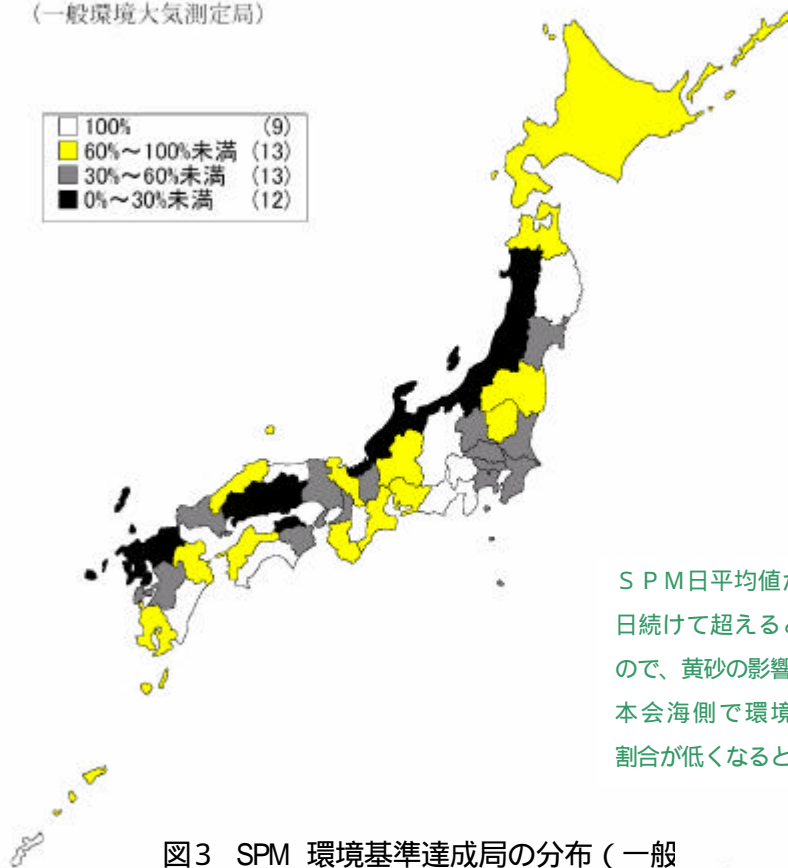 (一般環境大気測定局)
100% (9)
60%～100%未満 (13)
30%～60%未満 (13)
0%～30%未満 (12)
ＳＰＭ日平均値が
日続けて超えると
ので、黄砂の影響
本会海側で環境
割合が低くなると
図3 SPM 環境基準達成局の分布(一般